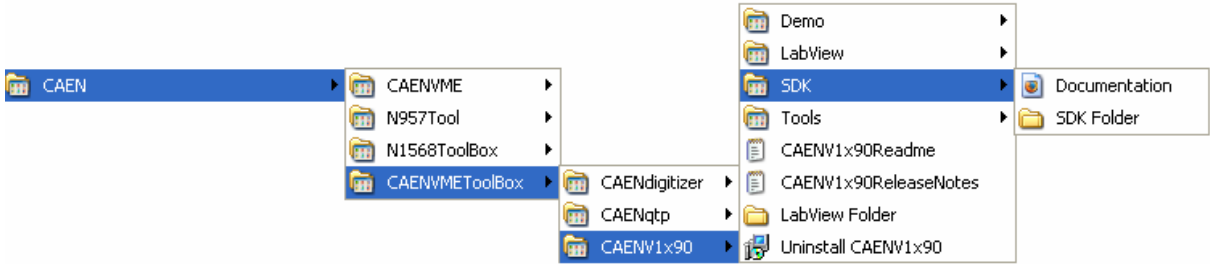 CAEN
CAENVME
N957Tool
N1568ToolBox
CAENVMEToolBox
CAENdigitizer
CAENqtp
CAENV1x90
Demo
LabView
SDK
Tools
CAENV1x90Readme
CAENV1x90ReleaseNotes
LabView Folder
Uninstall CAENV1x90
Documentation
SDK Folder